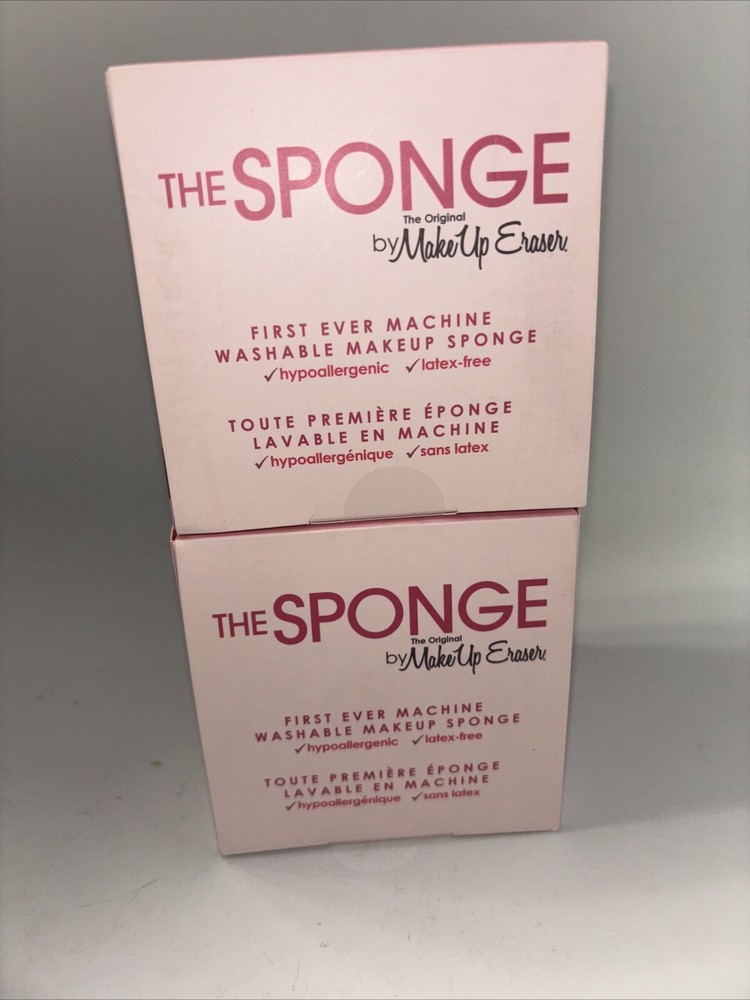 THE SPONGE
The Original
by MakeUp Eraser.
FIRST EVER MACHINE
WASHABLE MAKEUP SPONGE
✓hypoallergenic ✓latex-free
TOUTE PREMIÈRE ÉPONGE
LAVABLE EN MACHINE
✓hypoallergénique ✓sans latex
THE SPONGE
The Original
by MakeUp Eraser.
FIRST EVER MACHINE
WASHABLE MAKEUP SPONGE
✓hypoallergenic ✓latex-free
TOUTE PREMIÈRE ÉPONGE
LAVABLE EN MACHINE
✓hypoallergénique ✓sans latex